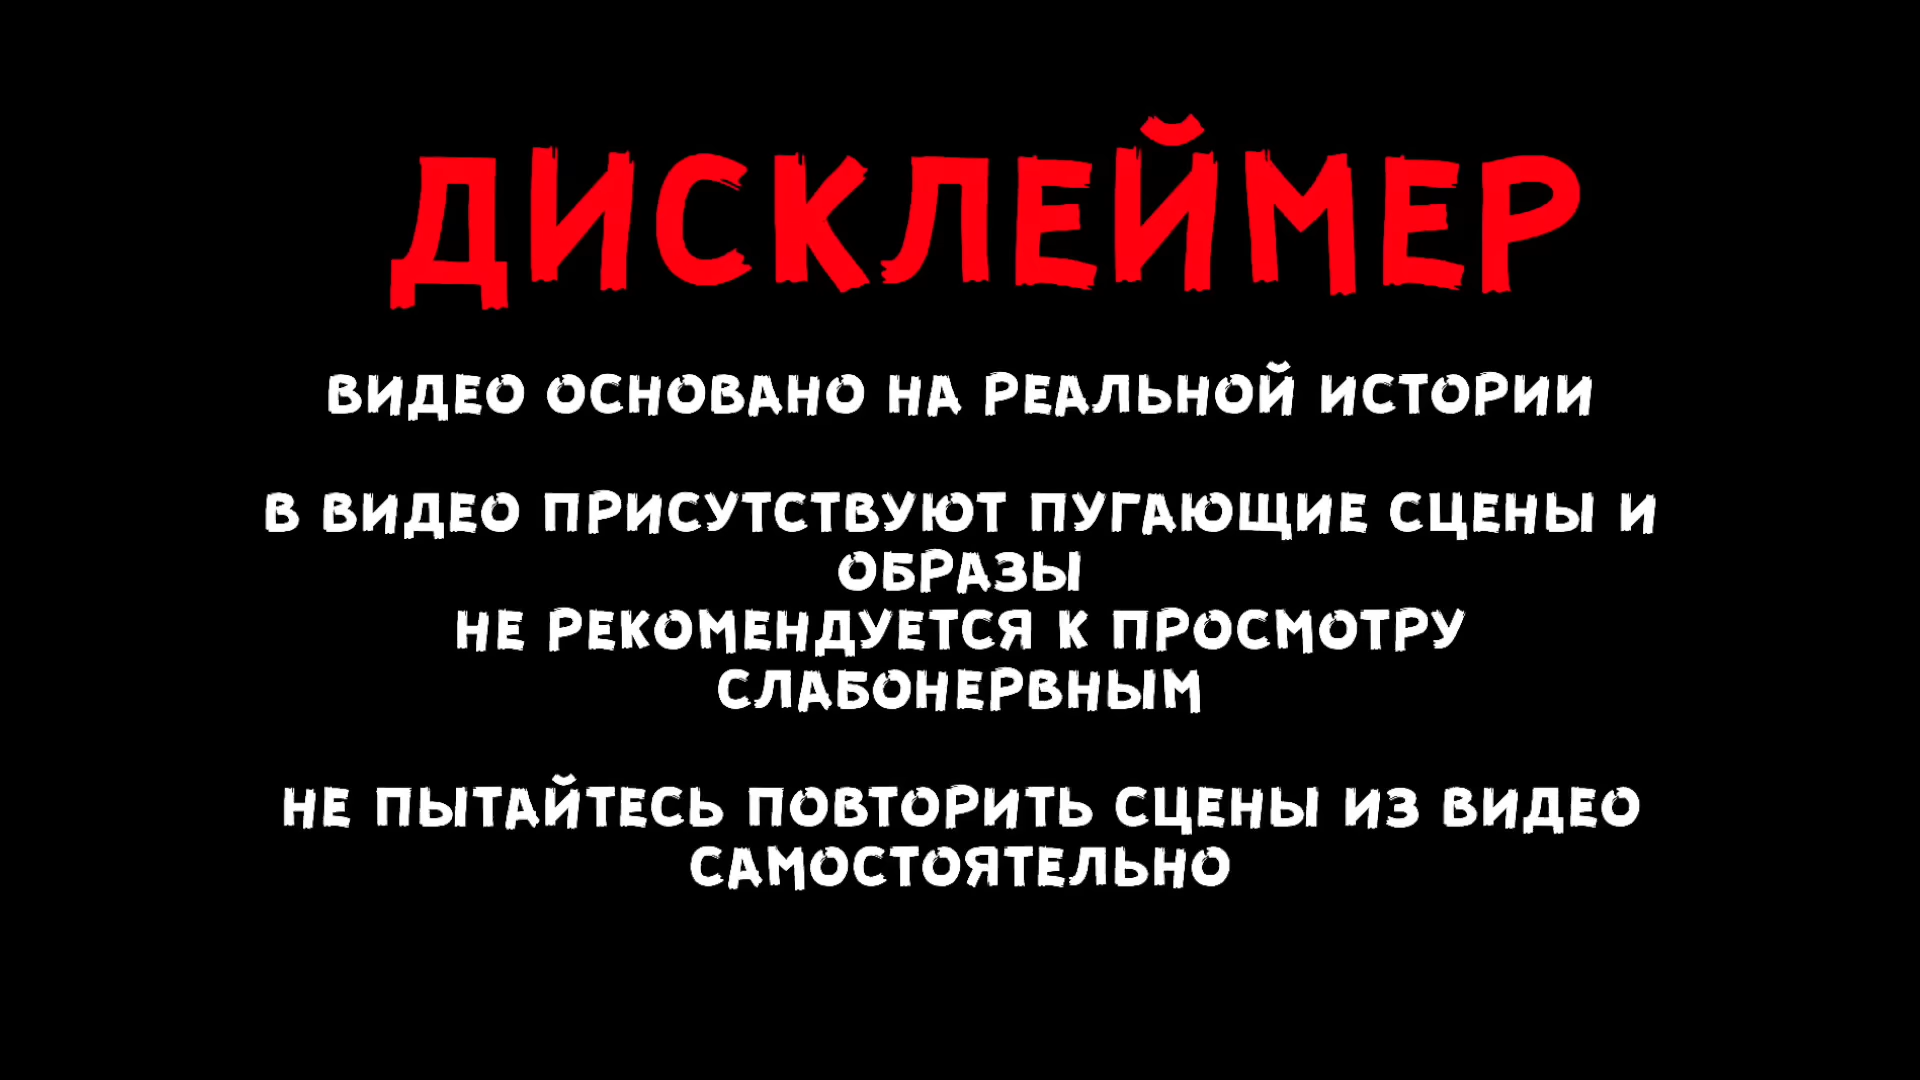 ДИСКЛЕЙМЕР
ВИДЕО ОСНОВАНО НА РЕАЛЬНОЙ ИСТОРИИ
В ВИДЕО ПРИСУТСТВУЮТ ПУГАЮЩИЕ СЦЕНЫ И
ОБРАЗЫ
НЕ РЕКОМЕНДУЕТСЯ К ПРОСМОТРУ
СЛАБОНЕРВНЫМ
НЕ ПЫТАЙТЕСЬ ПОВТОРИТЬ СЦЕНЫ ИЗ ВИДЕО
САМОСТОЯТЕЛЬНО